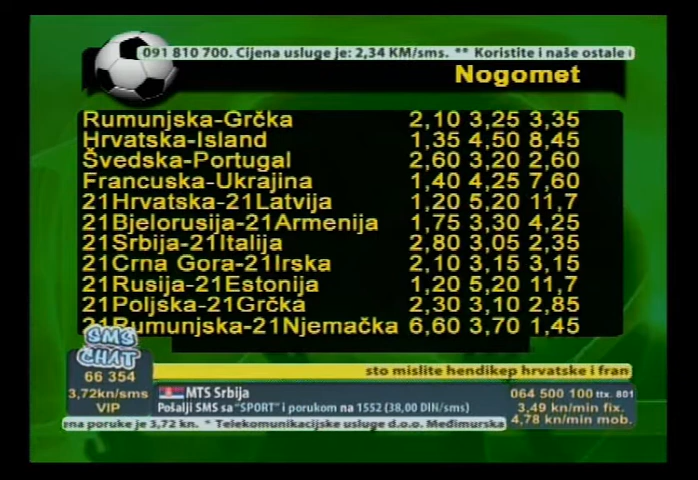 091 810 700. Cijena usluge je: 2,34 KM/sms. ** Koristite i naše ostale
Nogomet
Rumunjska-Grčka 2,10 3,25 3,35
Hrvatska-Island 1,35 4,50 8,45
Švedska-Portugal 2,60 3,20 2,60
Francuska-Ukrajina 1,40 4,25 7,60
21Hrvatska-21Latvija 1,20 5,20 11,7
21Bjelorusija-21Armenija 1,75 3,30 4,25
21Srbija-21Italija 2,80 3,05 2,35
21Crna Gora-21Irska 2,10 3,15 3,15
21Rusija-21Estonija 1,20 5,20 11,7
21Poljska-21Grčka 2,30 3,10 2,85
21Rumunjska-21Njemačka 6,60 3,70 1,45
SMS
CHAT
66 354
3,72kn/sms
VIP
sto mislite hendikep hrvatske i fran
MTS Srbija
Pošalji SMS sa "SPORT" i porukom na 1552 (38,00 DIN/sms)
064 500 100 ttx. 801
3,49 kn/min fix.
4,78 kn/min mob.
na poruke je 3,72 kn. * Telekomunikacijske usluge d.o.o. Međimurska